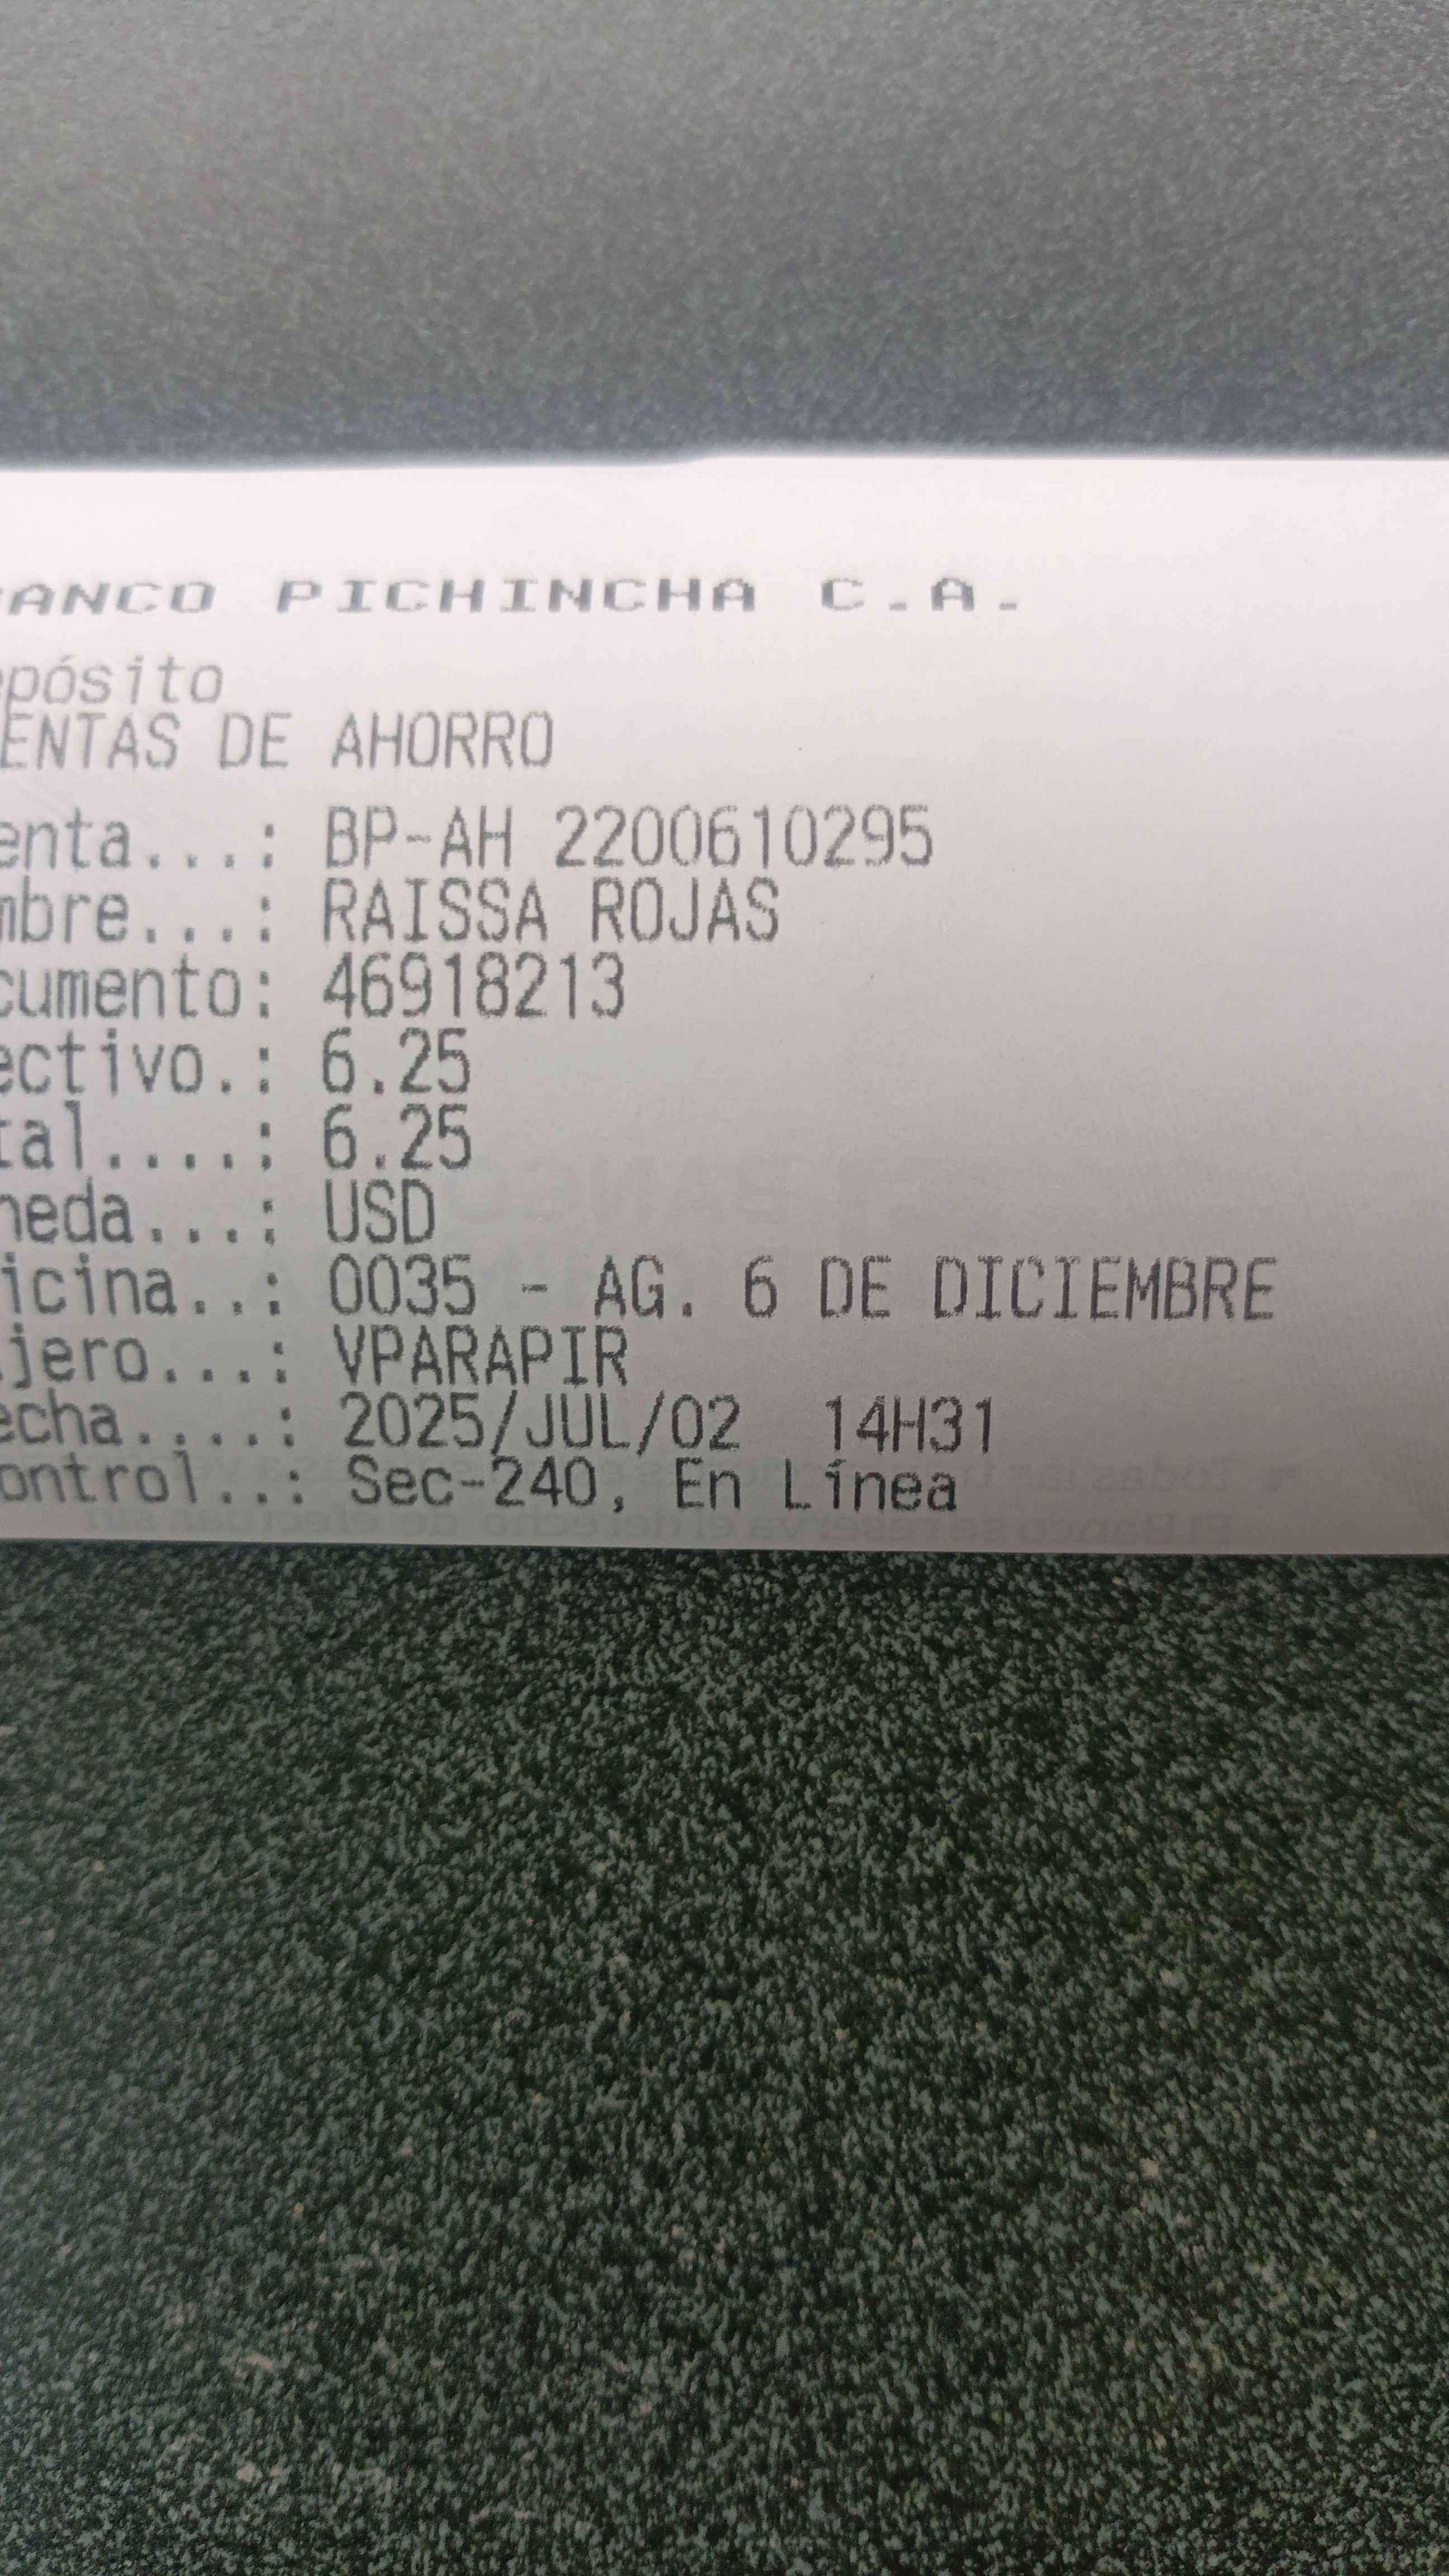 ANCO PICHINCHA C.A.
epósito
ENTAS DE AHORRO
enta...: BP-AH 2200610295
mbre...: RAISSA ROJAS
cumento: 46918213
ectivo.: 6.25
tal....: 6.25
neda...: USD
icina..: 0035 - AG. 6 DE DICIEMBRE
jero...: VPARAPIR
echa....: 2025/JUL/02 14H31
ontrol..: Sec-240, En Línea